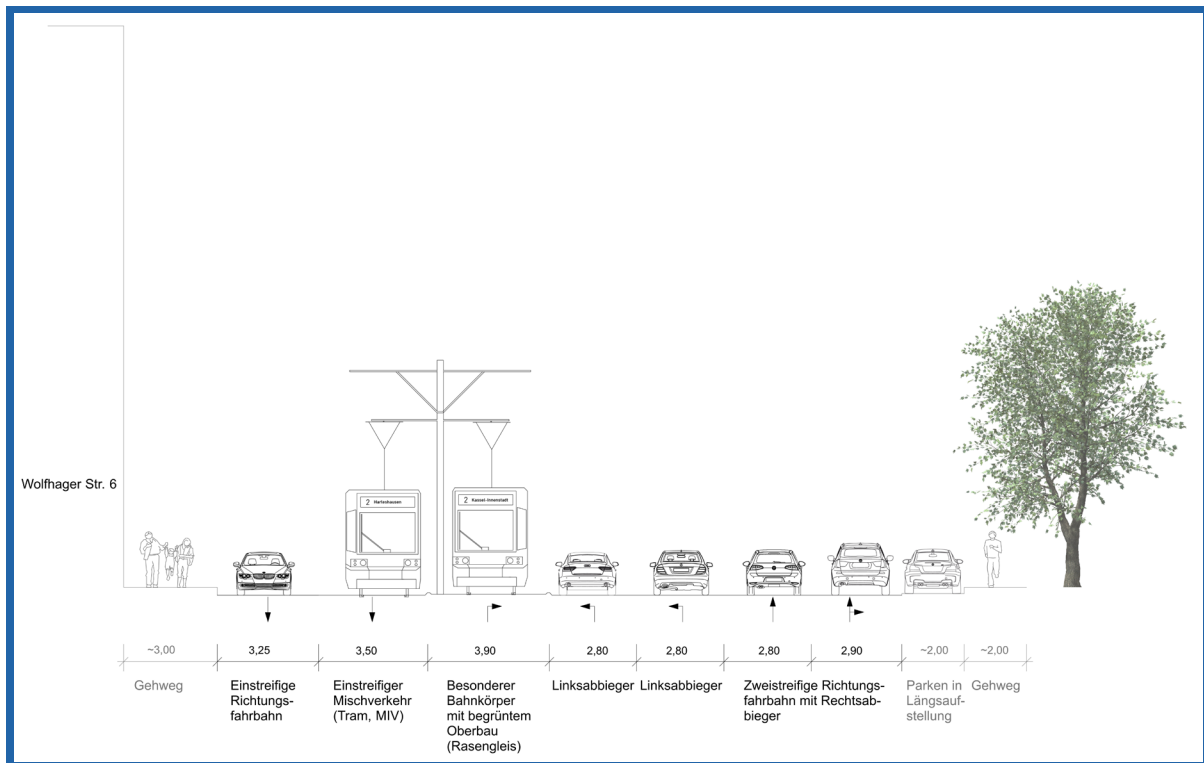 2 Harleshausen
2 Kassel-Innenstadt
Wolfhager Str. 6
~3,00
3,25
3,50
3,90
2,80
2,80
2,80
2,90
~2,00
~2,00
Gehweg
Einstreifige
Richtungs-
fahrbahn
Einstreifiger
Mischverkehr
(Tram, MIV)
Besonderer
Bahnkörper
mit begrüntem
Oberbau
(Rasengleis)
Linksabbieger
Linksabbieger
Zweistreifige Richtungs-
fahrbahn mit Rechtsab-
bieger
Parken in
Längsauf-
stellung
Gehweg